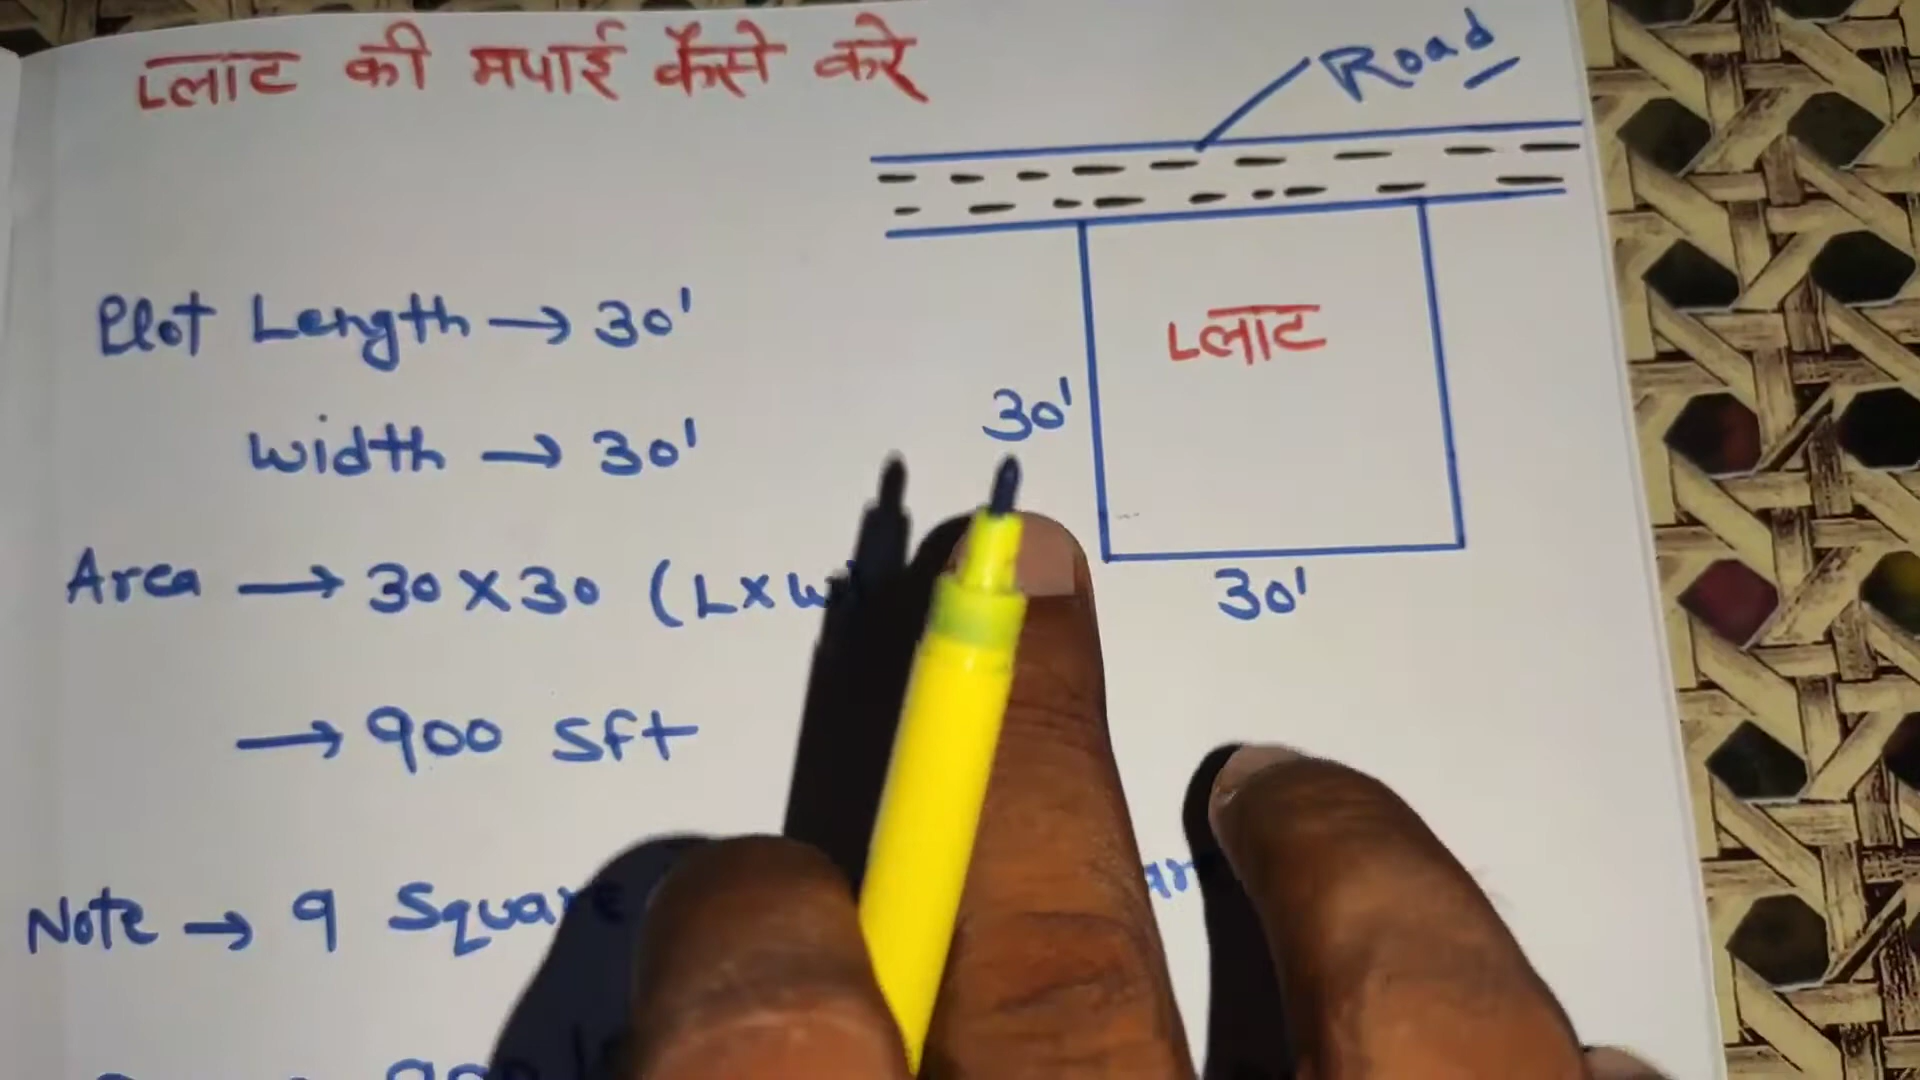 प्लाट की मपाई कैसे करे
Road
Plot Length → 30'
प्लाट
width → 30'
30'
Area → 30 X 30 (L X W
30'
→ 900 sft
Note → 9 Square